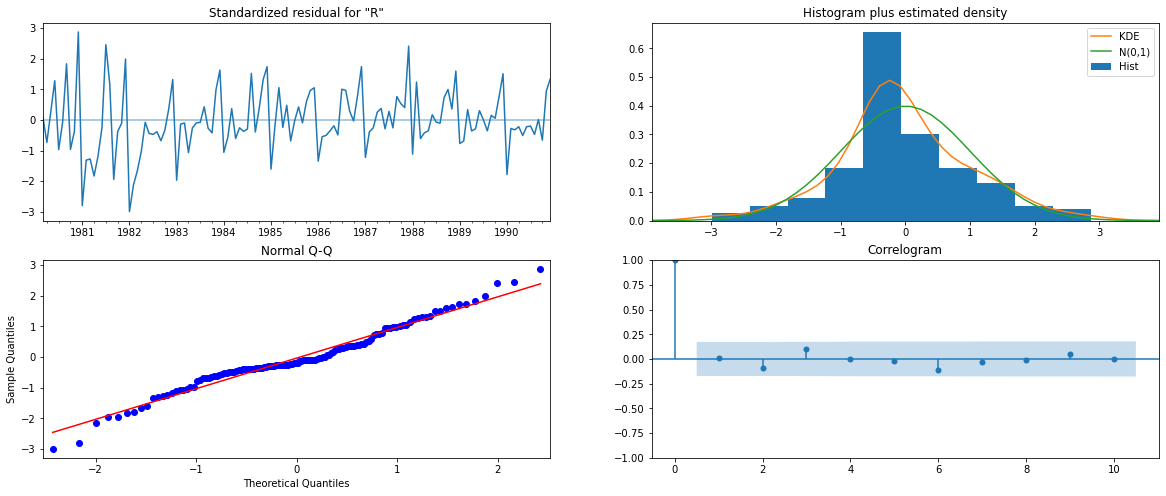 Standardized residual for "R"
3
2
1
0
−1
−2
−3
1981 1982 1983 1984 1985 1986 1987 1988 1989 1990
Histogram plus estimated density
KDE
N(0,1)
Hist
0.6
0.5
0.4
0.3
0.2
0.1
0.0
−3 −2 −1 0 1 2 3
Normal Q-Q
Sample Quantiles
3
2
1
0
−1
−2
−3
−2 −1 0 1 2
Theoretical Quantiles
Correlogram
1.00
0.75
0.50
0.25
0.00
−0.25
−0.50
−0.75
−1.00
0 2 4 6 8 10